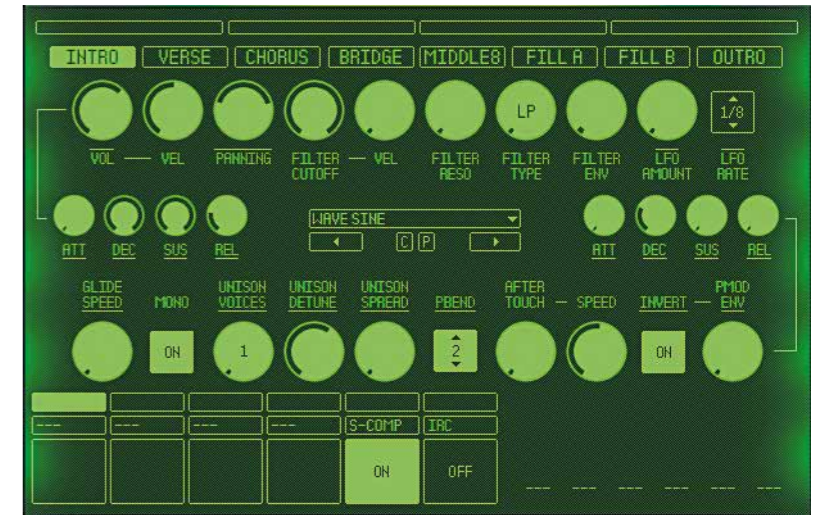 INTRO VERSE CHORUS BRIDGE MIDDLE8 FILL A FILL B OUTRO
LP 1/8
VOL VEL PANNING FILTER CUTOFF VEL FILTER RESO FILTER TYPE FILTER ENV LFO AMOUNT LFO RATE
WAVE SINE
C P
ATT DEC SUS REL ATT DEC SUS REL
GLIDE SPEED MONO UNISON VOICES UNISON DETUNE UNISON SPREAD PBEND AFTER TOUCH SPEED INVERT PMOD ENV
ON 1 2 ON
--- --- --- --- S-COMP IRC
ON OFF
--- --- --- --- --- ---